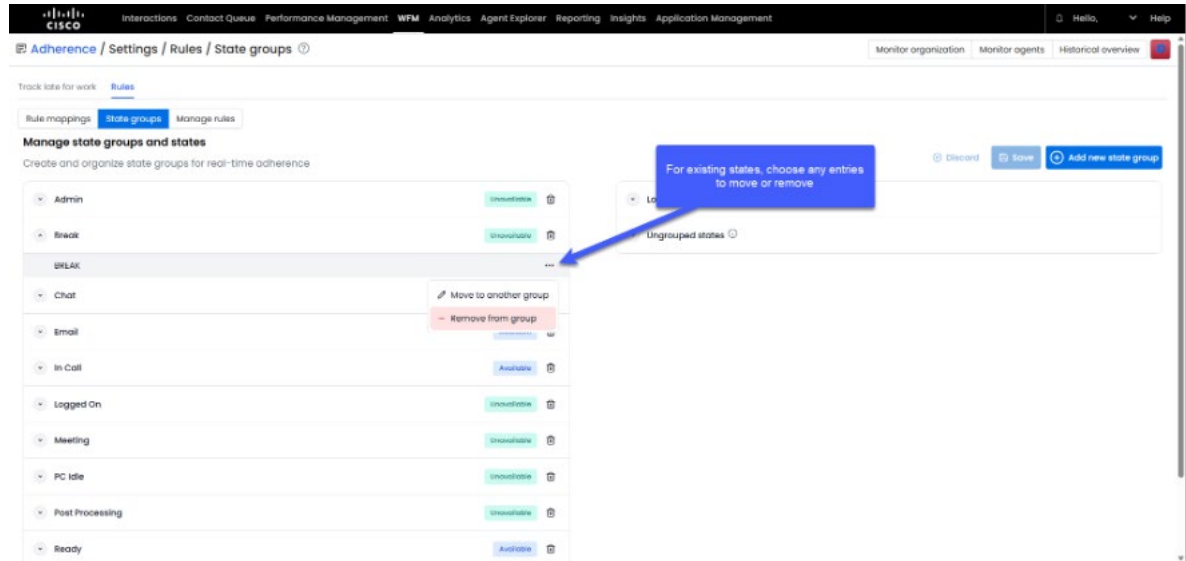 CISCO
Interactions Contact Queue Performance Management WFM Analytics Agent Explorer Reporting Insights Application Management
Hello,
Help
Adherence / Settings / Rules / State groups
Monitor organization Monitor agents Historical overview
Track late for work Rules
Rule mappings State groups Manage rules
Manage state groups and states
Create and organize state groups for real-time adherence
Discard Save Add new state group
For existing states, choose any entries
to move or remove
Admin Unavailable
Lo
Break Unavailable
Ungrouped states
BREAK
Chat
Move to another group
Remove from group
Email
In Call Available
Logged On Unavailable
Meeting Unavailable
PC Idle Unavailable
Post Processing Unavailable
Ready Available